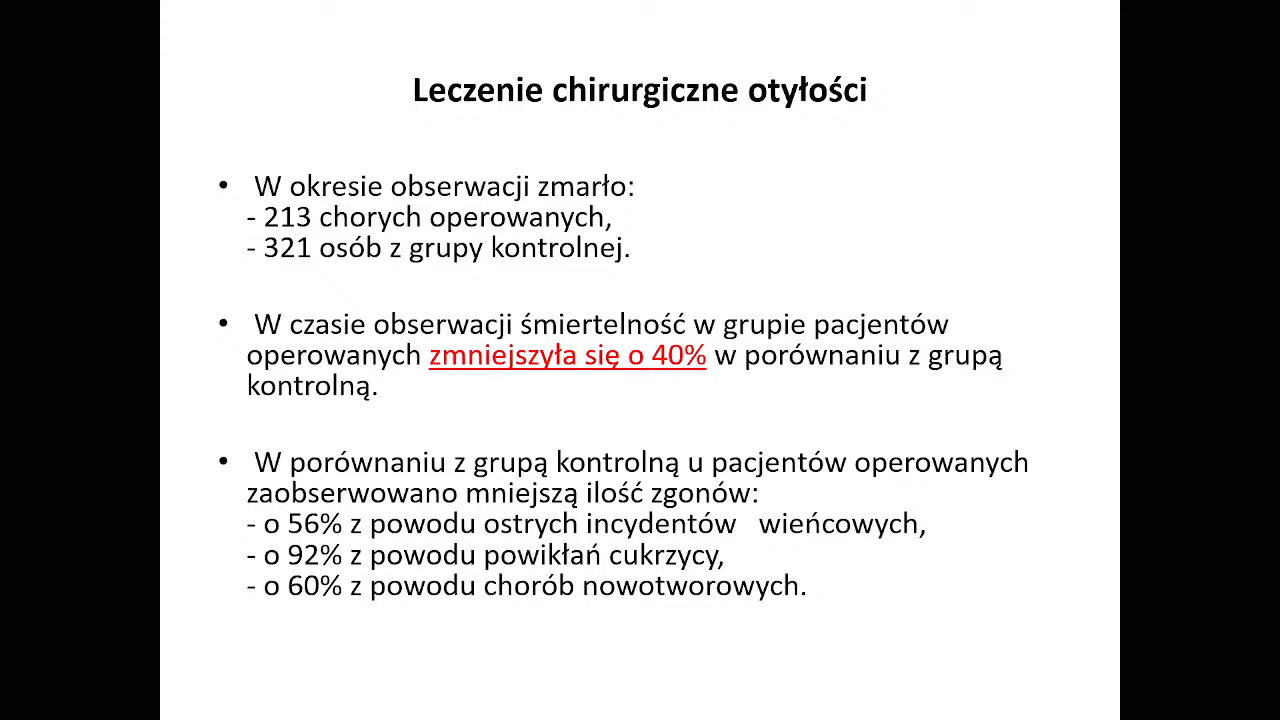 Leczenie chirurgiczne otyłości
• W okresie obserwacji zmarło:
- 213 chorych operowanych,
- 321 osób z grupy kontrolnej.
• W czasie obserwacji śmiertelność w grupie pacjentów
operowanych zmniejszyła się o 40% w porównaniu z grupą
kontrolną.
• W porównaniu z grupą kontrolną u pacjentów operowanych
zaobserwowano mniejszą ilość zgonów:
- o 56% z powodu ostrych incydentów wieńcowych,
- o 92% z powodu powikłań cukrzycy,
- o 60% z powodu chorób nowotworowych.